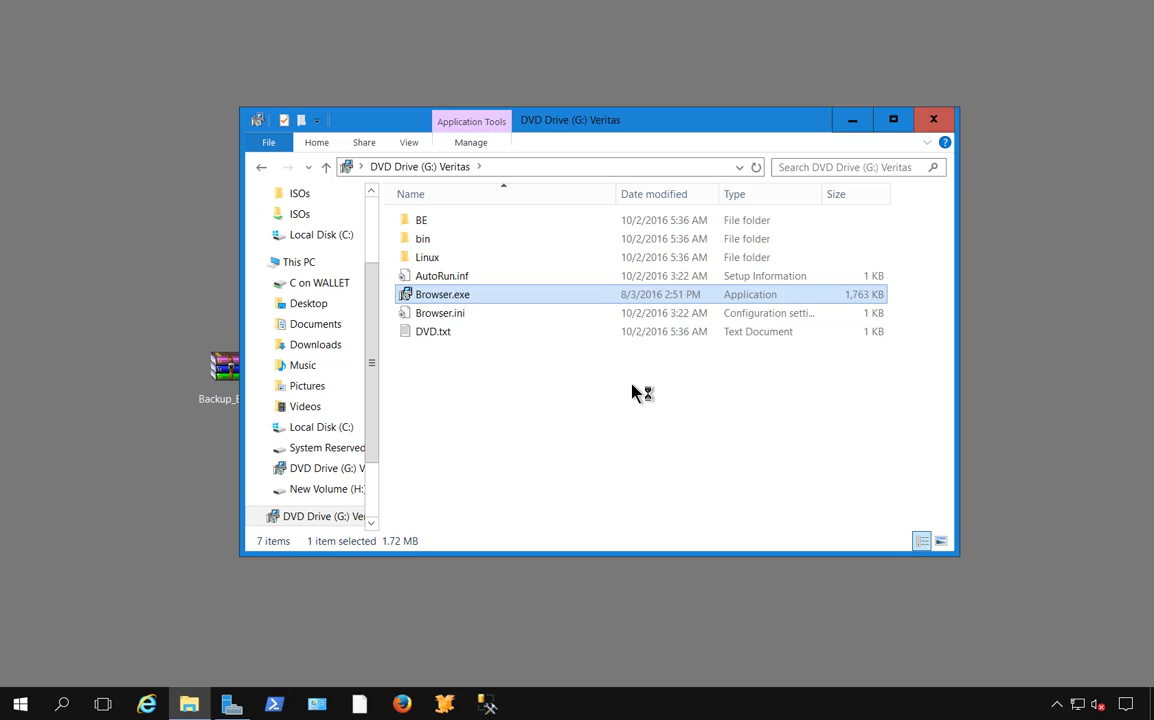 Application Tools
DVD Drive (G:) Veritas
File
Home
Share
View
Manage
DVD Drive (G:) Veritas
Search DVD Drive (G:) Veritas
ISOs
ISOs
Local Disk (C:)
This PC
C on WALLET
Desktop
Documents
Downloads
Music
Pictures
Videos
Local Disk (C:)
System Reserved
DVD Drive (G:) V
New Volume (H:)
DVD Drive (G:) Ver
Name
Date modified
Type
Size
BE 10/2/2016 5:36 AM File folder
bin 10/2/2016 5:36 AM File folder
Linux 10/2/2016 5:36 AM File folder
AutoRun.inf 10/2/2016 3:22 AM Setup Information 1 KB
Browser.exe 8/3/2016 2:51 PM Application 1,763 KB
Browser.ini 10/2/2016 3:22 AM Configuration setti... 1 KB
DVD.txt 10/2/2016 5:36 AM Text Document 1 KB
Backup_E
7 items 1 item selected 1.72 MB